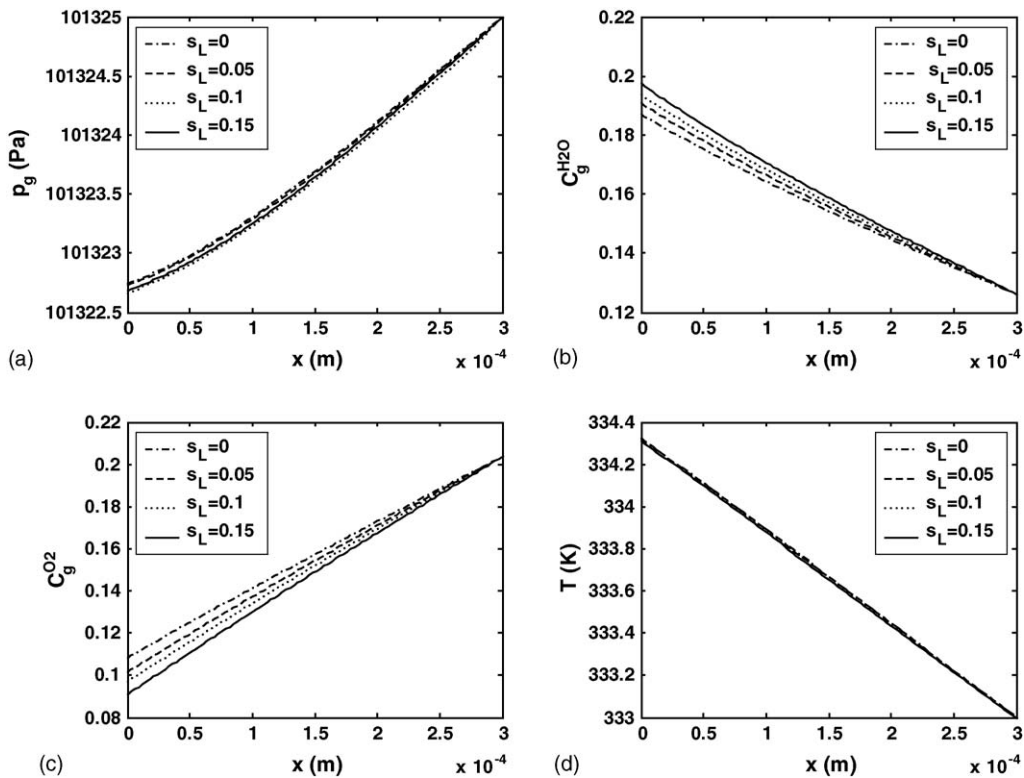 101325
101324.5
101324
101323.5
101323
101322.5
p_g (Pa)
s_L=0
s_L=0.05
s_L=0.1
s_L=0.15
0 0.5 1 1.5 2 2.5 3
x (m)
x 10^-4
(a)
0.22
0.2
0.18
0.16
0.14
0.12
C_g^H2O
s_L=0
s_L=0.05
s_L=0.1
s_L=0.15
0 0.5 1 1.5 2 2.5 3
x (m)
x 10^-4
(b)
0.22
0.2
0.18
0.16
0.14
0.12
0.1
0.08
C_g^O2
s_L=0
s_L=0.05
s_L=0.1
s_L=0.15
0 0.5 1 1.5 2 2.5 3
x (m)
x 10^-4
(c)
334.4
334.2
334
333.8
333.6
333.4
333.2
333
T (K)
s_L=0
s_L=0.05
s_L=0.1
s_L=0.15
0 0.5 1 1.5 2 2.5 3
x (m)
x 10^-4
(d)